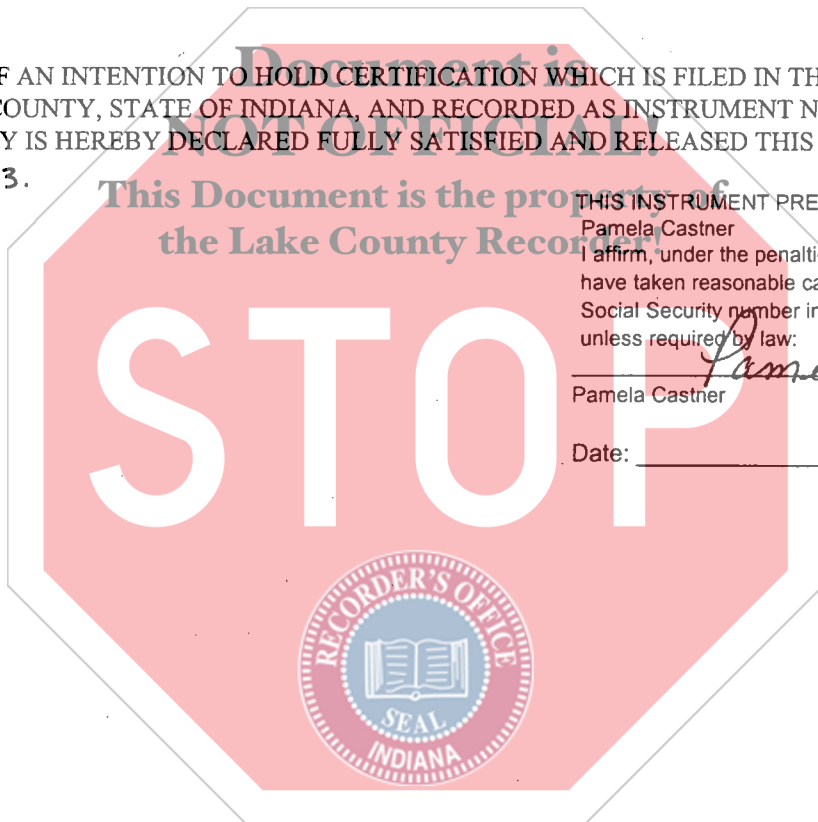 Document is
F AN INTENTION TO HOLD CERTIFICATION WHICH IS FILED IN TH
COUNTY, STATE OF INDIANA, AND RECORDED AS INSTRUMENT N
NOT OFFICIAL!
Y IS HEREBY DECLARED FULLY SATISFIED AND RELEASED THIS
3.
This Document is the property of
the Lake County Recorder!
THIS INSTRUMENT PRE
Pamela Castner
I affirm, under the penalti
have taken reasonable ca
Social Security number in
unless required by law:
Pame
Pamela Castner
Date:
STOP
RECORDER'S OFFICE
SEAL
INDIANA